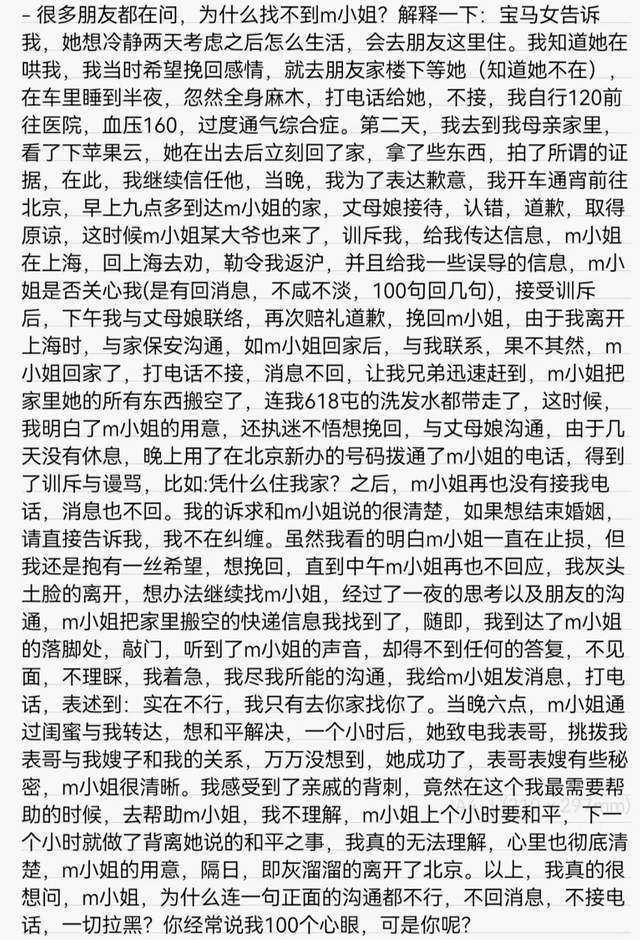 - 很多朋友都在问，为什么找不到m小姐？解释一下：宝马女告诉
我，她想冷静两天考虑之后怎么生活，会去朋友这里住。我知道她在
哄我，我当时希望挽回感情，就去朋友家楼下等她（知道她不在），
在车里睡到半夜，忽然全身麻木，打电话给她，不接，我自行120前
往医院，血压160，过度通气综合症。第二天，我去到我母亲家里，
看了下苹果云，她在出去后立刻回了家，拿了些东西，拍了所谓的证
据，在此，我继续信任他，当晚，我为了表达歉意，我开车通宵前往
北京，早上九点多到达m小姐的家，丈母娘接待，认错，道歉，取得
原谅，这时候m小姐某大爷也来了，训斥我，给我传达信息，m小姐
在上海，回上海去劝，勒令我返沪，并且给我一些误导的信息，m小
姐是否关心我(是有回消息，不咸不淡，100句回几句)，接受训斥
后，下午我与丈母娘联络，再次赔礼道歉，挽回m小姐，由于我离开
上海时，与家保安沟通，如m小姐回家后，与我联系，果不其然，m
小姐回家了，打电话不接，消息不回，让我兄弟迅速赶到，m小姐把
家里她的所有东西搬空了，连我618屯的洗发水都带走了，这时候，
我明白了m小姐的用意，还执迷不悟想挽回，与丈母娘沟通，由于几
天没有休息，晚上用了在北京新办的号码拨通了m小姐的电话，得到
了训斥与谩骂，比如:凭什么住我家？之后，m小姐再也没有接我电
话，消息也不回。我的诉求和m小姐说的很清楚，如果想结束婚姻，
请直接告诉我，我不在纠缠。虽然我看的明白m小姐一直在止损，但
我还是抱有一丝希望，想挽回，直到中午m小姐再也不回应，我灰头
土脸的离开，想办法继续找m小姐，经过了一夜的思考以及朋友的沟
通，m小姐把家里搬空的快递信息我找到了，随即，我到达了m小姐
的落脚处，敲门，听到了m小姐的声音，却得不到任何的答复，不见
面，不理睬，我着急，我尽我所能的沟通，我给m小姐发消息，打电
话，表述到：实在不行，我只有去你家找你了。当晚六点，m小姐通
过闺蜜与我转达，想和平解决，一个小时后，她致电我表哥，挑拨我
表哥与我嫂子和我的关系，万万没想到，她成功了，表哥表嫂有些秘
密，m小姐很清晰。我感受到了亲戚的背刺，竟然在这个我最需要帮
助的时候，去帮助m小姐，我不理解，m小姐上个小时要和平，下一
个小时就做了背离她说的和平之事，我真的无法理解，心里也彻底清
楚，m小姐的用意，隔日，即灰溜溜的离开了北京。以上，我真的很
想问，m小姐，为什么连一句正面的沟通都不行，不回消息，不接电
话，一切拉黑？你经常说我100个心眼，可是你呢？